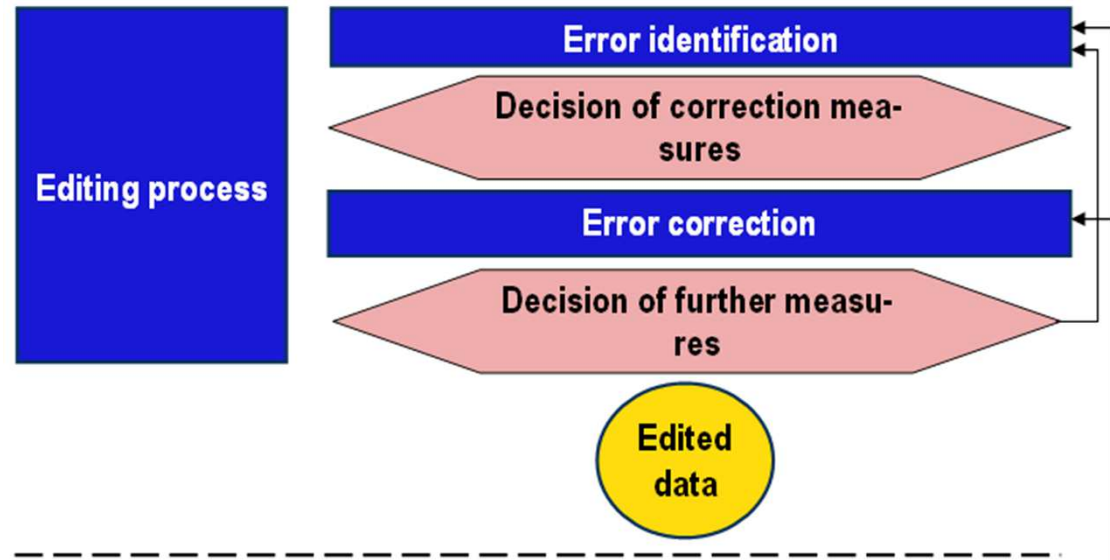 Error identification
Decision of correction mea-
sures
Editing process
Error correction
Decision of further measu-
res
Edited
data